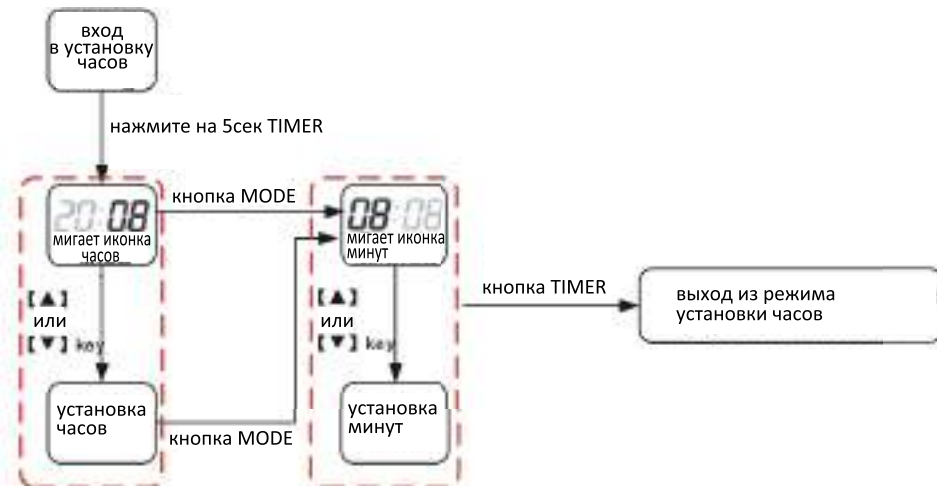 вход
в установку
часов
нажмите на 5сек TIMER
20:08
мигает иконка
часов
кнопка MODE
08:08
мигает иконка
минут
[▲]
или
[▼] key
[▲]
или
[▼] key
кнопка TIMER
выход из режима
установки часов
установка
часов
кнопка MODE
установка
минут